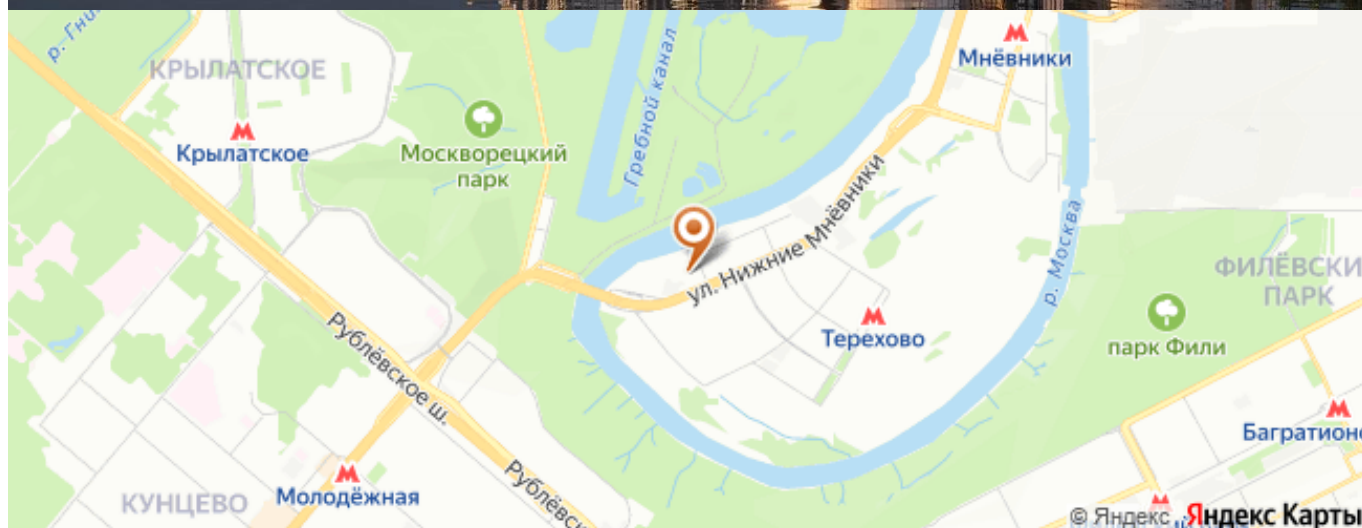 р. Гни
КРЫЛАТСКОЕ
Крылатское
Москворецкий
парк
Гребной канал
Мнёвники
ул. Нижние Мнёвники
р. Москва
ФИЛЁВСКИ
ПАРК
парк Фили
Терехово
Рублёвское ш.
Рублёвск
Багратионо
КУНЦЕВО
Молодёжная
© Яндекс Яндекс Карты